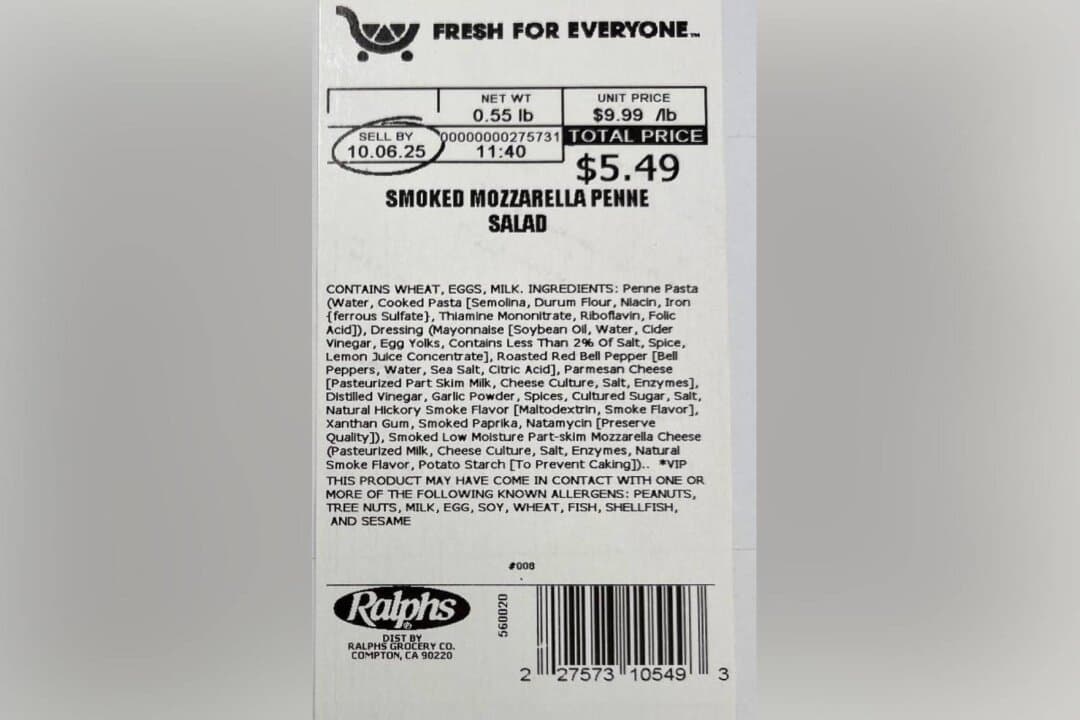 FRESH FOR EVERYONE™
NET WT
0.55 lb
UNIT PRICE
$9.99 /lb
SELL BY
10.06.25
00000000275731
11:40
TOTAL PRICE
$5.49
SMOKED MOZZARELLA PENNE
SALAD
CONTAINS WHEAT, EGGS, MILK. INGREDIENTS: Penne Pasta
(Water, Cooked Pasta [Semolina, Durum Flour, Niacin, Iron
{ferrous Sulfate}, Thiamine Mononitrate, Riboflavin, Folic
Acid]), Dressing (Mayonnaise [Soybean Oil, Water, Cider
Vinegar, Egg Yolks, Contains Less Than 2% Of Salt, Spice,
Lemon Juice Concentrate], Roasted Red Bell Pepper [Bell
Peppers, Water, Sea Salt, Citric Acid], Parmesan Cheese
[Pasteurized Part Skim Milk, Cheese Culture, Salt, Enzymes],
Distilled Vinegar, Garlic Powder, Spices, Cultured Sugar, Salt,
Natural Hickory Smoke Flavor [Maltodextrin, Smoke Flavor],
Xanthan Gum, Smoked Paprika, Natamycin [Preserve
Quality]), Smoked Low Moisture Part-skim Mozzarella Cheese
(Pasteurized Milk, Cheese Culture, Salt, Enzymes, Natural
Smoke Flavor, Potato Starch [To Prevent Caking]).. *VIP
THIS PRODUCT MAY HAVE COME IN CONTACT WITH ONE OR
MORE OF THE FOLLOWING KNOWN ALLERGENS: PEANUTS,
TREE NUTS, MILK, EGG, SOY, WHEAT, FISH, SHELLFISH,
AND SESAME
#008
Ralphs®
DIST BY
RALPHS GROCERY CO.
COMPTON, CA 90220
560020
2 27573 10549 3